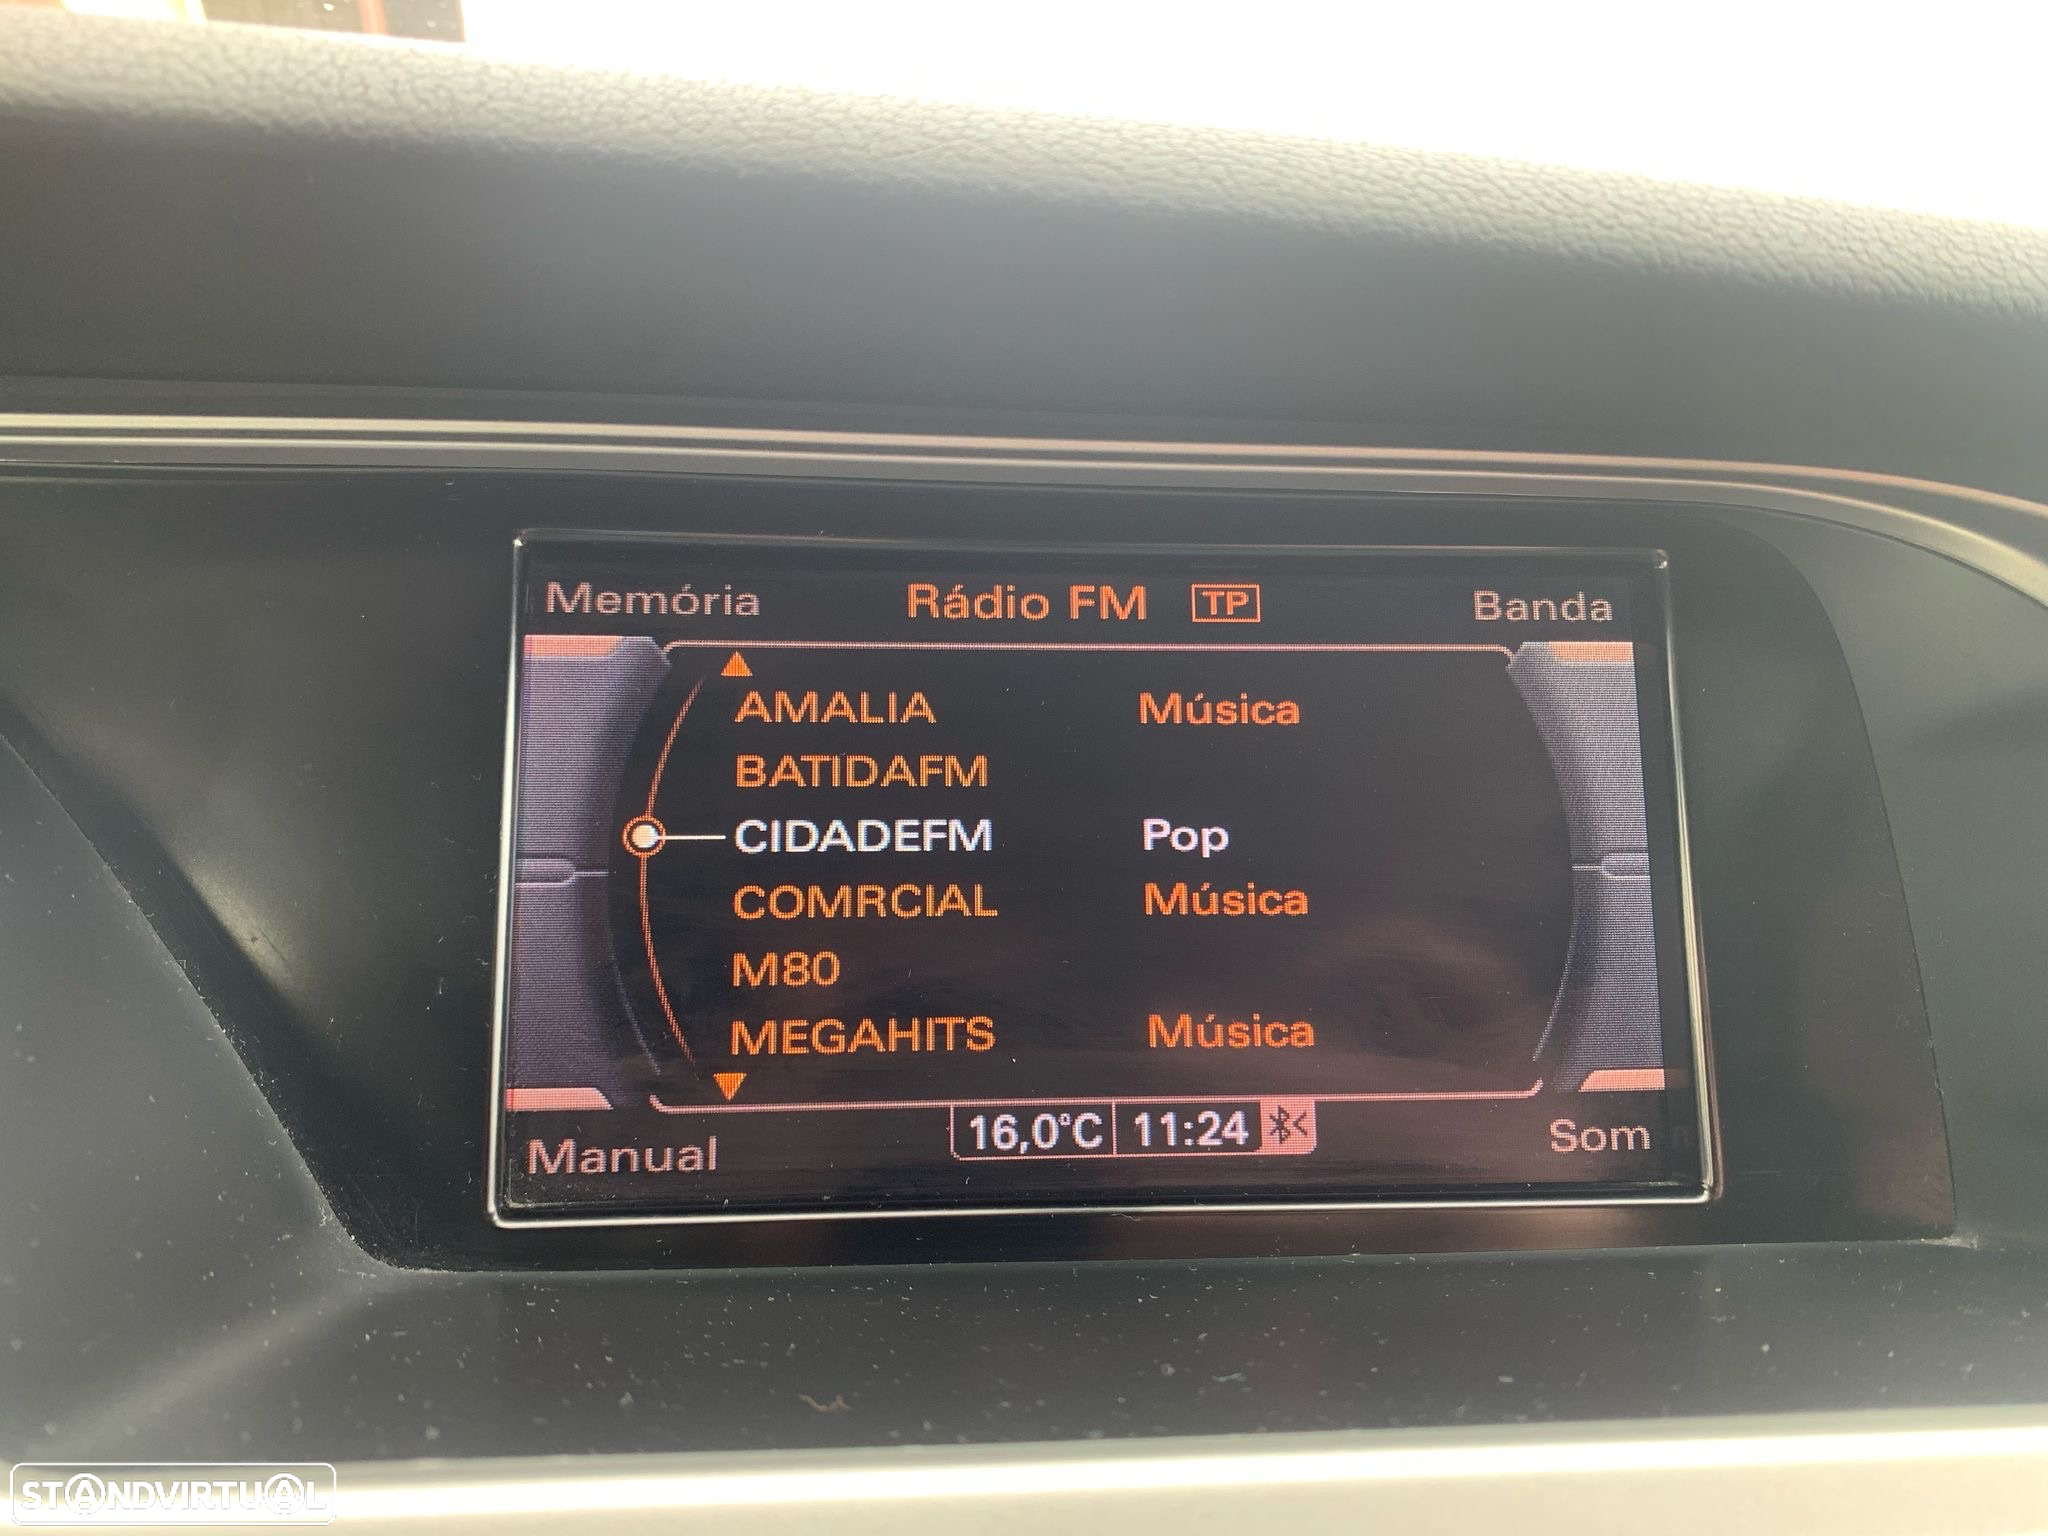 Memória Rádio FM TP Banda
AMALIA Música
BATIDAFM
CIDADEFM Pop
COMRCIAL Música
M80
MEGAHITS Música
Manual 16,0°C 11:24 Som
STANDVIRTUAL